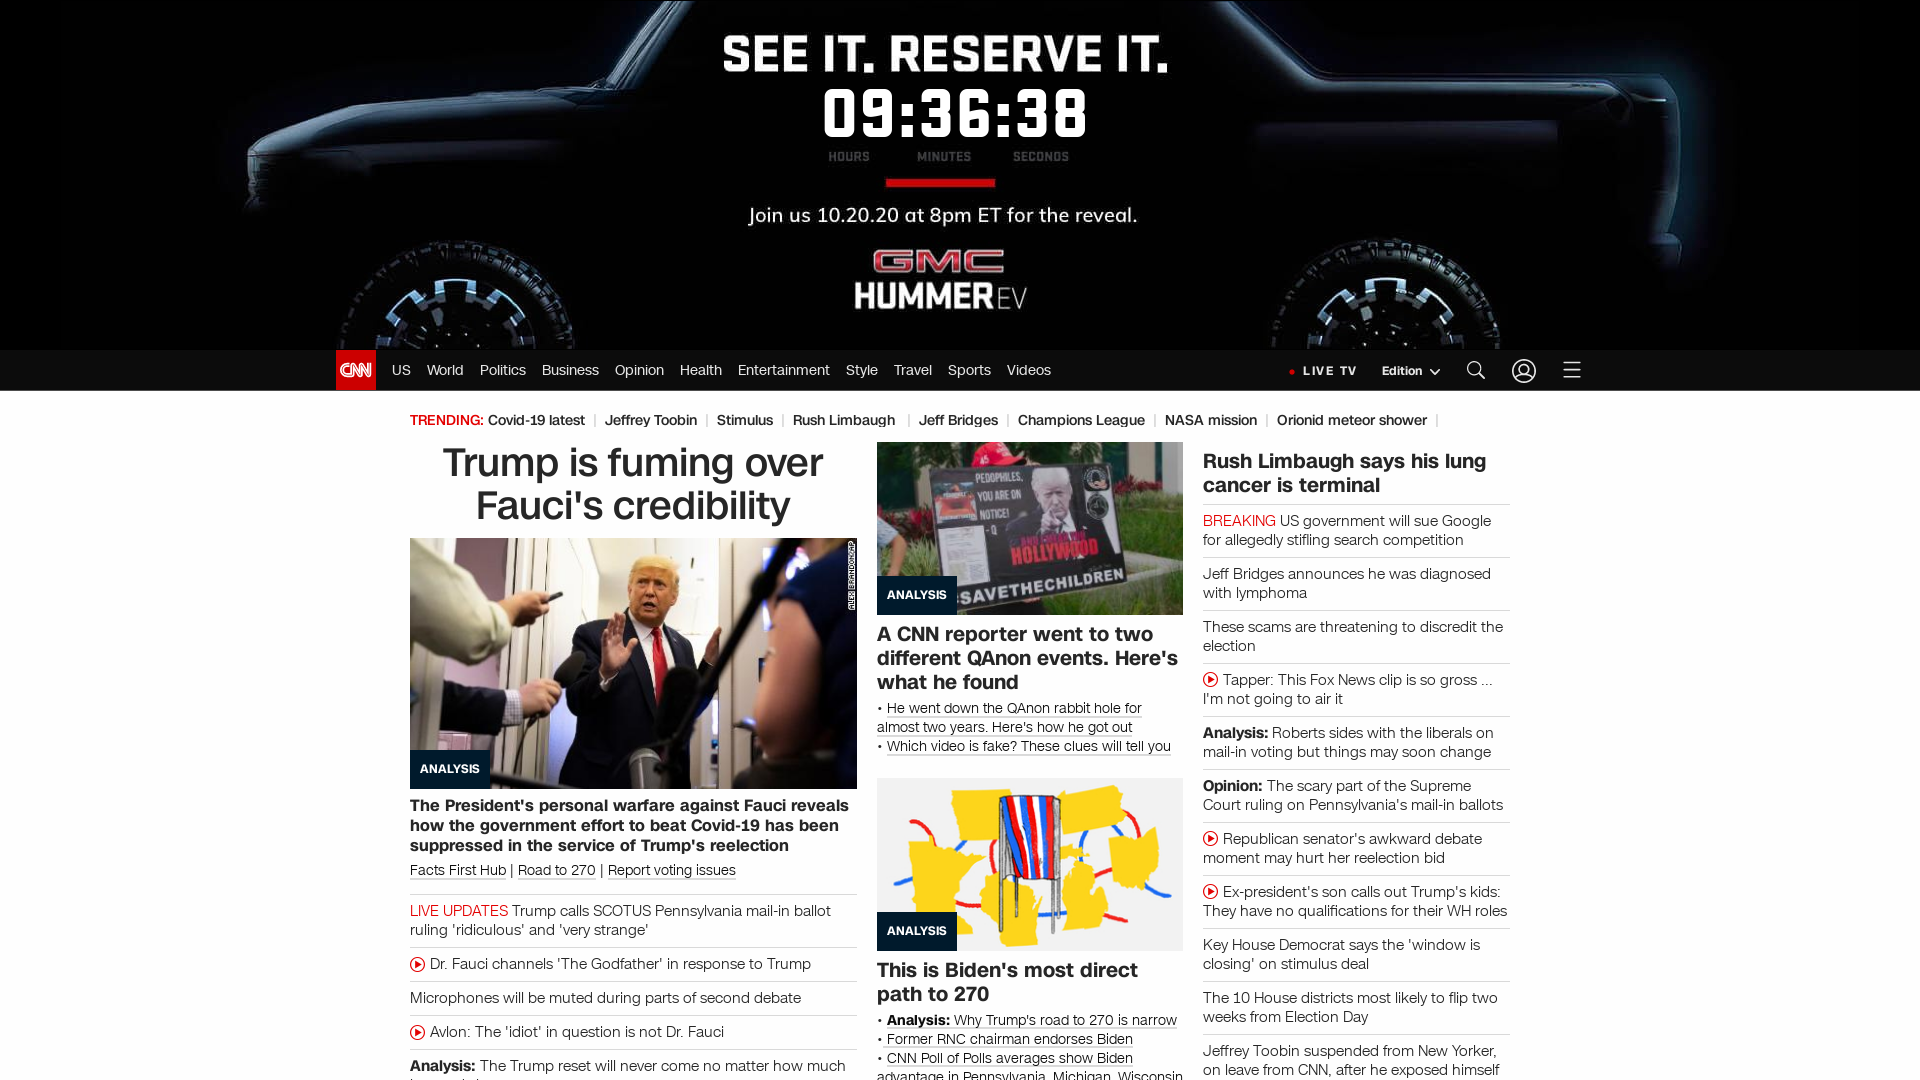 SEE IT. RESERVE IT.
09:36:38
HOURS MINUTES SECONDS
Join us 10.20.20 at 8pm ET for the reveal.
GMC
HUMMER EV
CNN US World Politics Business Opinion Health Entertainment Style Travel Sports Videos LIVE TV Edition
TRENDING: Covid-19 latest Jeffrey Toobin Stimulus Rush Limbaugh Jeff Bridges Champions League NASA mission Orionid meteor shower
Trump is fuming over
Fauci's credibility
ALEX BRANDON/AP
ANALYSIS
The President's personal warfare against Fauci reveals
how the government effort to beat Covid-19 has been
suppressed in the service of Trump's reelection
Facts First Hub | Road to 270 | Report voting issues
LIVE UPDATES Trump calls SCOTUS Pennsylvania mail-in ballot
ruling 'ridiculous' and 'very strange'
Dr. Fauci channels 'The Godfather' in response to Trump
Microphones will be muted during parts of second debate
Avlon: The 'idiot' in question is not Dr. Fauci
Analysis: The Trump reset will never come no matter how much
45
PEDOPHILES,
YOU ARE ON
NOTICE!
- Q
HOLLYWOOD
SAVETHECHILDREN
ANALYSIS
A CNN reporter went to two
different QAnon events. Here's
what he found
• He went down the QAnon rabbit hole for
almost two years. Here's how he got out
• Which video is fake? These clues will tell you
ANALYSIS
This is Biden's most direct
path to 270
• Analysis: Why Trump's road to 270 is narrow
• Former RNC chairman endorses Biden
• CNN Poll of Polls averages show Biden
advantage in Pennsylvania, Michigan, Wisconsin
Rush Limbaugh says his lung
cancer is terminal
BREAKING US government will sue Google
for allegedly stifling search competition
Jeff Bridges announces he was diagnosed
with lymphoma
These scams are threatening to discredit the
election
Tapper: This Fox News clip is so gross ...
I'm not going to air it
Analysis: Roberts sides with the liberals on
mail-in voting but things may soon change
Opinion: The scary part of the Supreme
Court ruling on Pennsylvania's mail-in ballots
Republican senator's awkward debate
moment may hurt her reelection bid
Ex-president's son calls out Trump's kids:
They have no qualifications for their WH roles
Key House Democrat says the 'window is
closing' on stimulus deal
The 10 House districts most likely to flip two
weeks from Election Day
Jeffrey Toobin suspended from New Yorker,
on leave from CNN, after he exposed himself